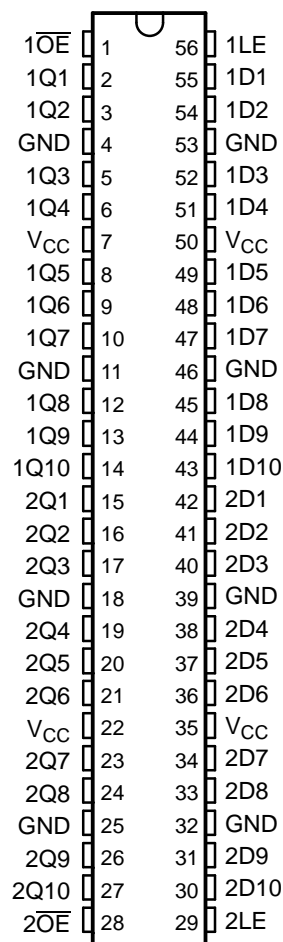 1O̅E̅ 1 56 1LE
1Q1 2 55 1D1
1Q2 3 54 1D2
GND 4 53 GND
1Q3 5 52 1D3
1Q4 6 51 1D4
VCC 7 50 VCC
1Q5 8 49 1D5
1Q6 9 48 1D6
1Q7 10 47 1D7
GND 11 46 GND
1Q8 12 45 1D8
1Q9 13 44 1D9
1Q10 14 43 1D10
2Q1 15 42 2D1
2Q2 16 41 2D2
2Q3 17 40 2D3
GND 18 39 GND
2Q4 19 38 2D4
2Q5 20 37 2D5
2Q6 21 36 2D6
VCC 22 35 VCC
2Q7 23 34 2D7
2Q8 24 33 2D8
GND 25 32 GND
2Q9 26 31 2D9
2Q10 27 30 2D10
2O̅E̅ 28 29 2LE